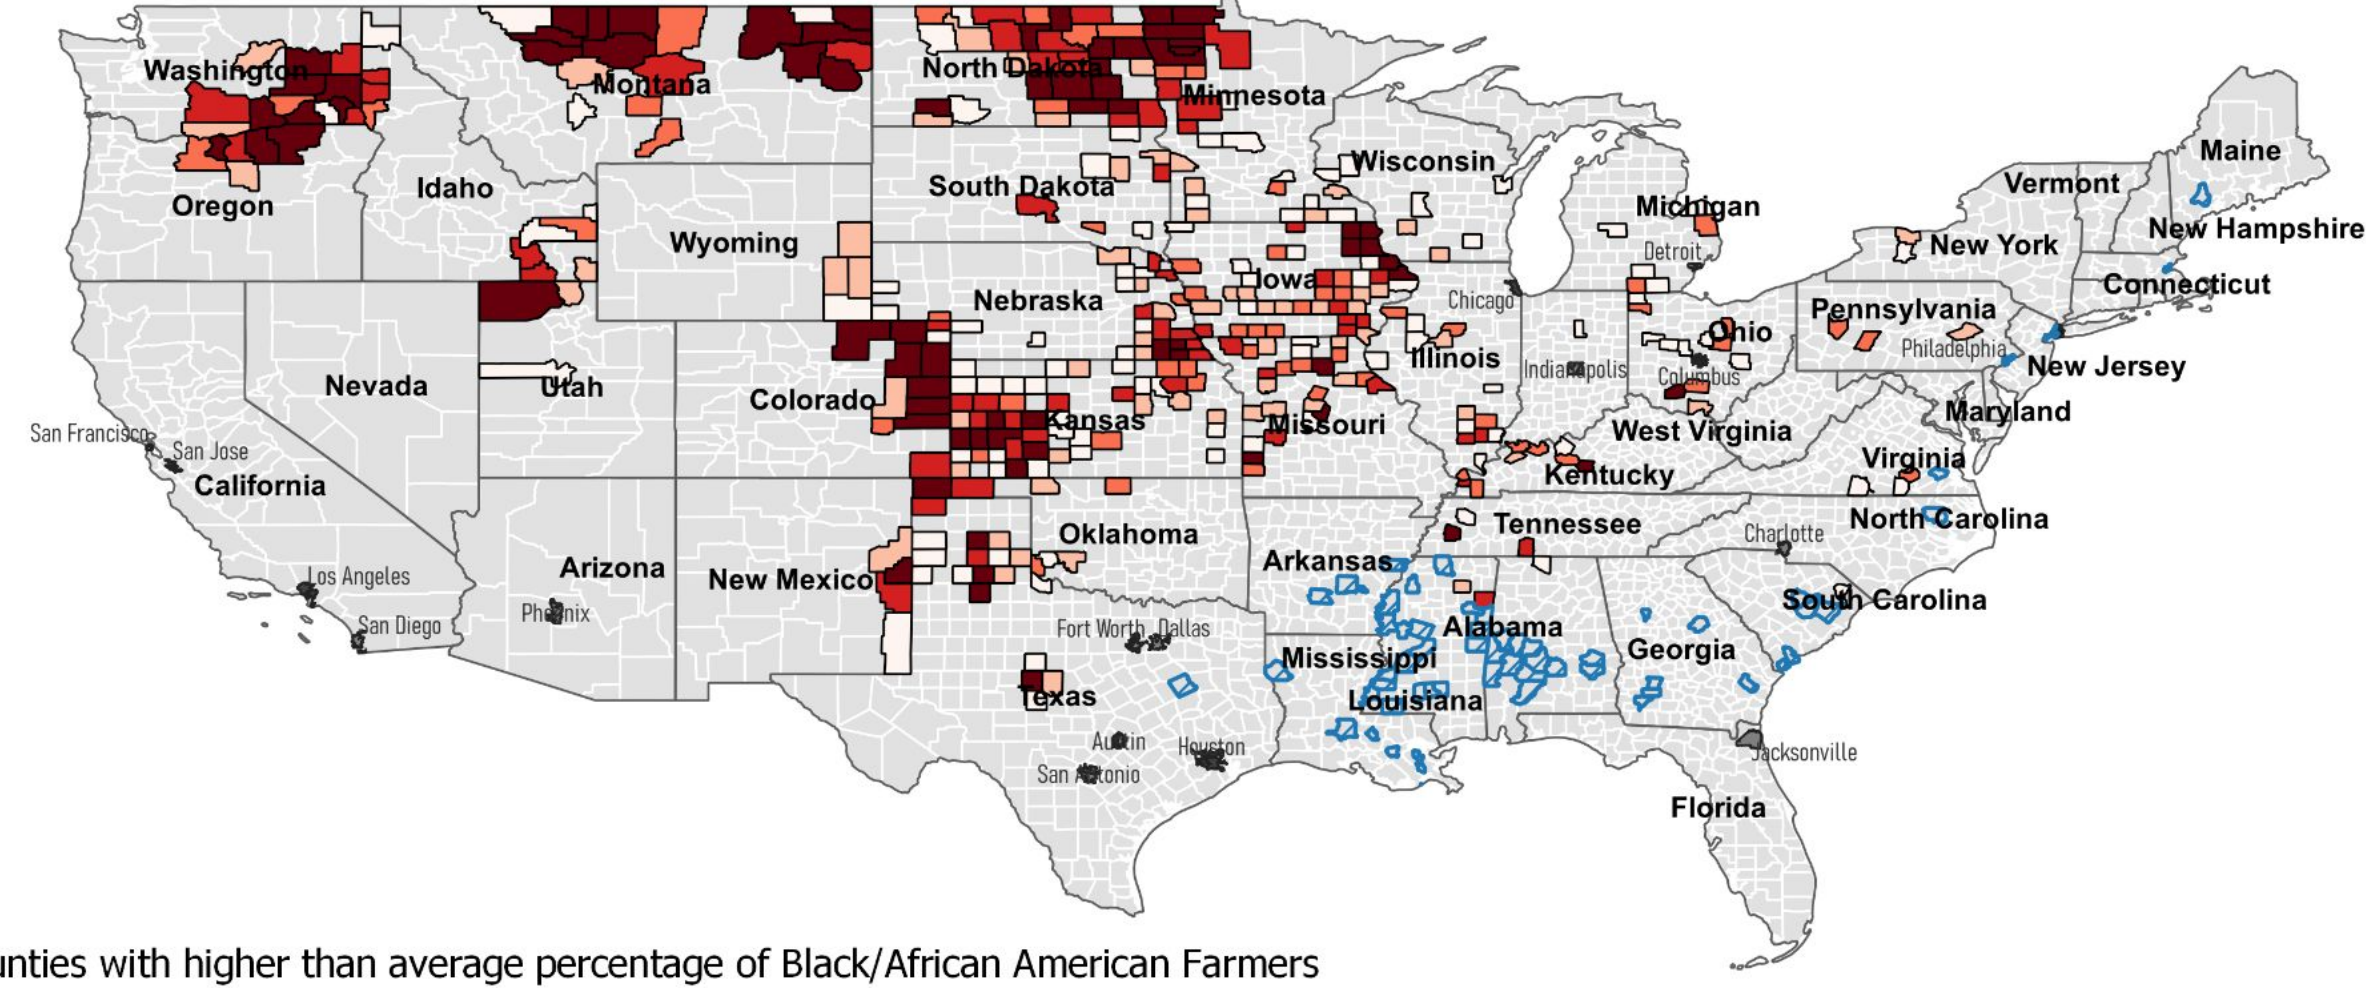 Washington
Montana
North Dakota
Minnesota
Maine
Wisconsin
Idaho
South Dakota
Vermont
Oregon
Michigan
New Hampshire
Wyoming
New York
Detroit
Iowa
Connecticut
Nebraska
Chicago
Pennsylvania
Ohio
Philadelphia
Illinois
New Jersey
Indianapolis
Columbus
Nevada
Utah
Colorado
Maryland
Kansas
Missouri
West Virginia
San Francisco
San Jose
Virginia
Kentucky
California
North Carolina
Tennessee
Oklahoma
Charlotte
Arkansas
Arizona
Los Angeles
New Mexico
South Carolina
Phoenix
San Diego
Fort Worth
Dallas
Alabama
Georgia
Mississippi
Texas
Louisiana
Austin
Houston
Jacksonville
San Antonio
Florida
unties with higher than average percentage of Black/African American Farmers